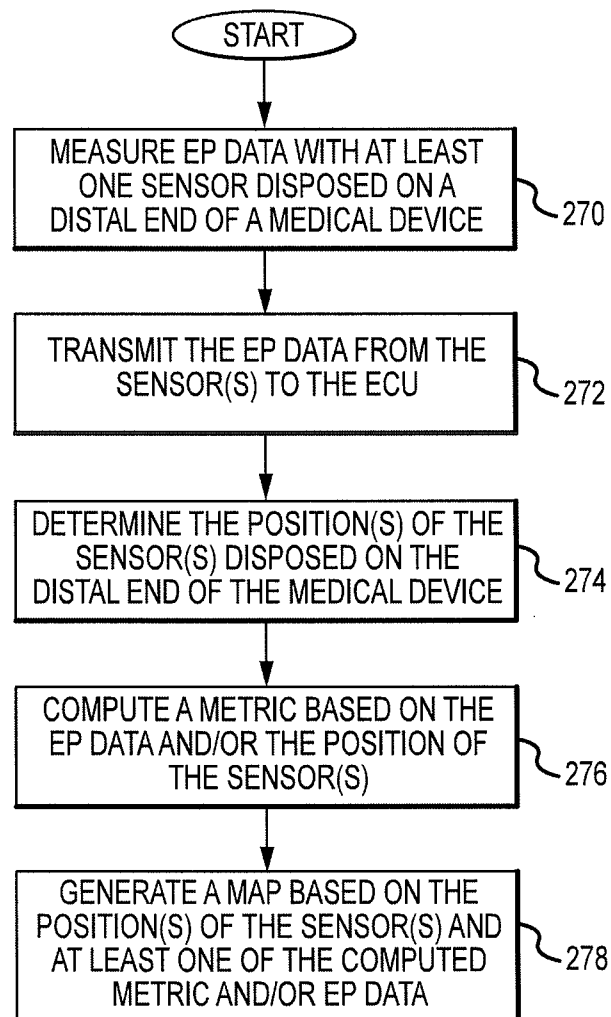 START
MEASURE EP DATA WITH AT LEAST
ONE SENSOR DISPOSED ON A
DISTAL END OF A MEDICAL DEVICE
270
TRANSMIT THE EP DATA FROM THE
SENSOR(S) TO THE ECU
272
DETERMINE THE POSITION(S) OF THE
SENSOR(S) DISPOSED ON THE
DISTAL END OF THE MEDICAL DEVICE
274
COMPUTE A METRIC BASED ON THE
EP DATA AND/OR THE POSITION OF
THE SENSOR(S)
276
GENERATE A MAP BASED ON THE
POSITION(S) OF THE SENSOR(S) AND
AT LEAST ONE OF THE COMPUTED
METRIC AND/OR EP DATA
278